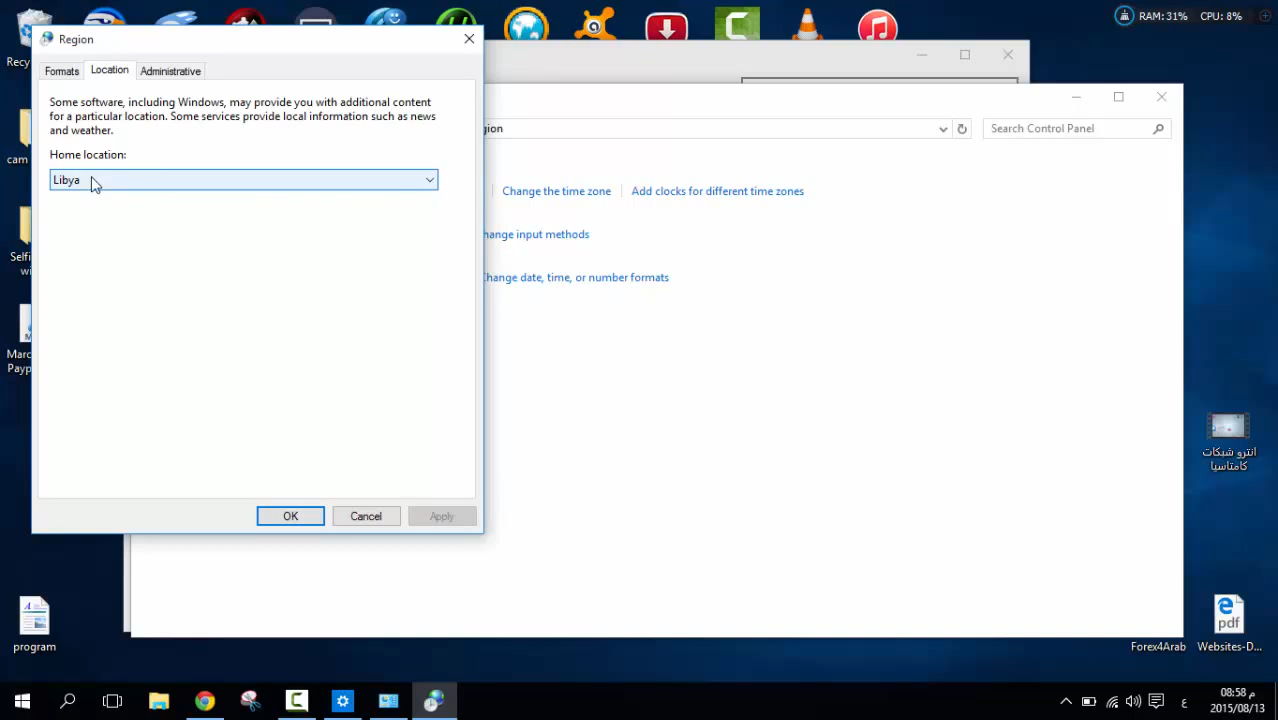 RAM: 31% CPU: 8%
Region
Formats
Location
Administrative
Some software, including Windows, may provide you with additional content
for a particular location. Some services provide local information such as news
and weather.
Home location:
Libya
OK
Cancel
Apply
gion
Search Control Panel
Change the time zone
Add clocks for different time zones
hange input methods
Change date, time, or number formats
Recy
cam
Selfi
wi
Marc
Payp
program
انترو شبكات
كامتاسيا
pdf
Forex4Arab
Websites-D...
ع
08:58 م
2015/08/13